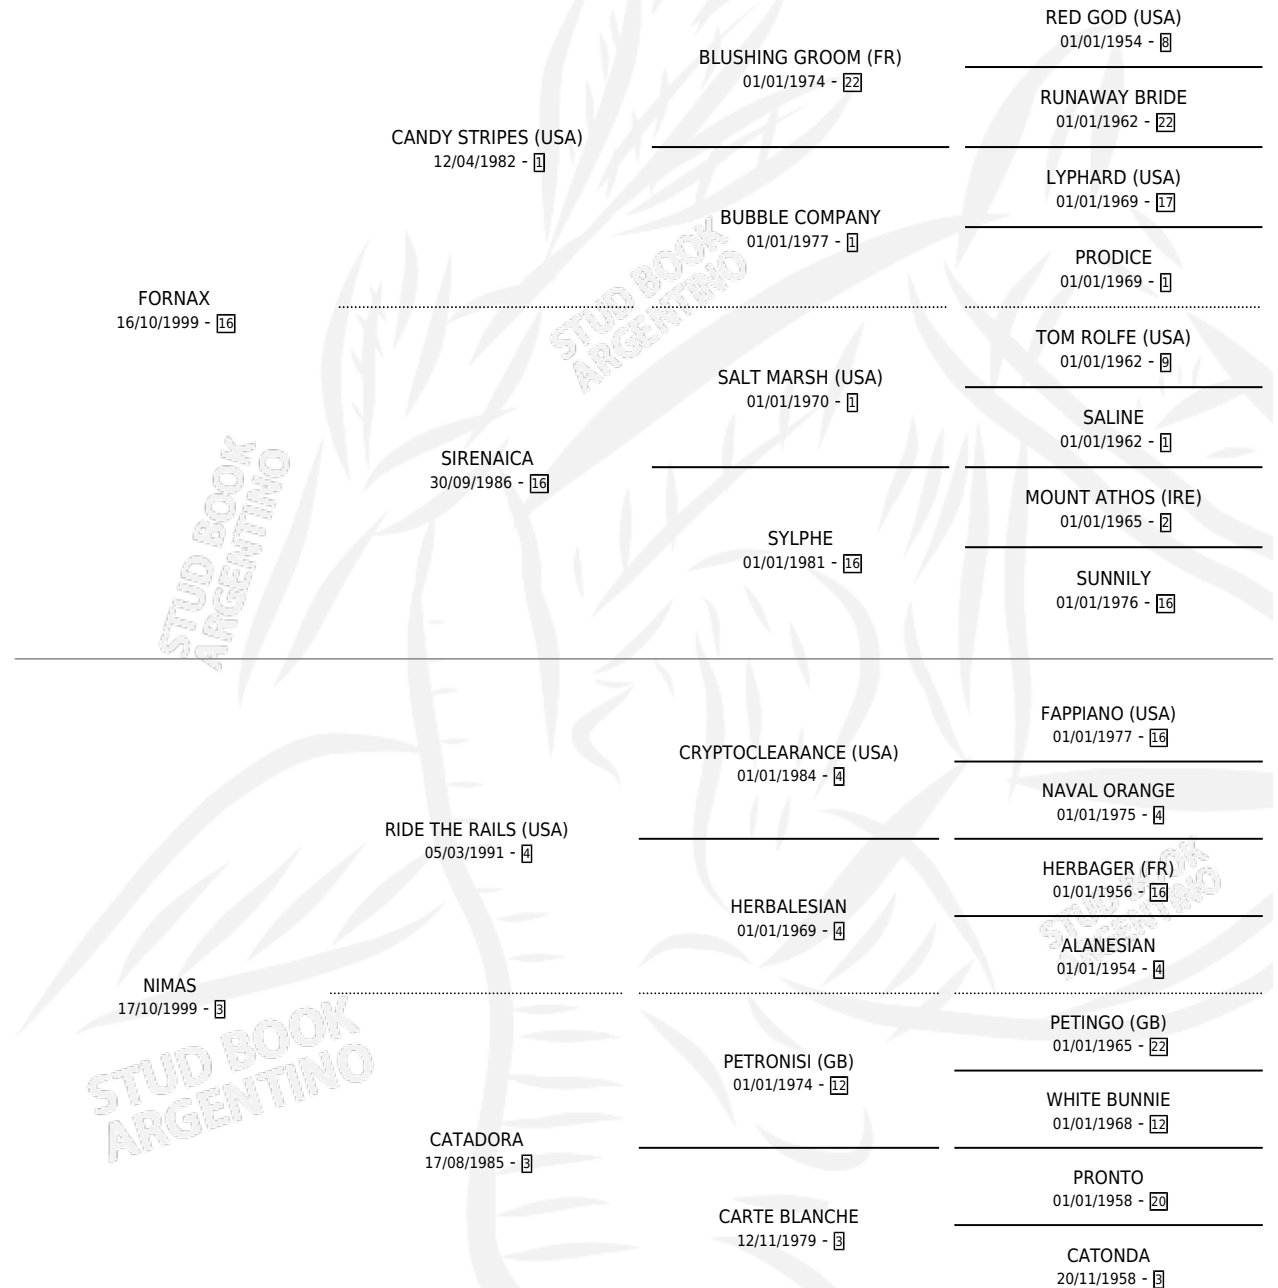 RED GOD (USA)
01/01/1954 - 8
BLUSHING GROOM (FR)
01/01/1974 - 22
RUNAWAY BRIDE
01/01/1962 - 22
CANDY STRIPES (USA)
12/04/1982 - 1
LYPHARD (USA)
01/01/1969 - 17
BUBBLE COMPANY
01/01/1977 - 1
PRODICE
01/01/1969 - 1
FORNAX
16/10/1999 - 16
STUD BOOK
ARGENTINO
TOM ROLFE (USA)
01/01/1962 - 9
SALT MARSH (USA)
01/01/1970 - 1
SALINE
01/01/1962 - 1
SIRENAICA
30/09/1986 - 16
MOUNT ATHOS (IRE)
01/01/1965 - 2
SYLPHE
01/01/1981 - 16
SUNNILY
01/01/1976 - 16
STUD BOOK
ARGENTINO
FAPPIANO (USA)
01/01/1977 - 16
CRYPTOCLEARANCE (USA)
01/01/1984 - 4
NAVAL ORANGE
01/01/1975 - 4
RIDE THE RAILS (USA)
05/03/1991 - 4
HERBAGER (FR)
01/01/1956 - 16
HERBALESIAN
01/01/1969 - 4
STUD BOOK
ARGENTINO
ALANESIAN
01/01/1954 - 4
NIMAS
17/10/1999 - 3
STUD BOOK
ARGENTINO
PETINGO (GB)
01/01/1965 - 22
PETRONISI (GB)
01/01/1974 - 12
WHITE BUNNIE
01/01/1968 - 12
CATADORA
17/08/1985 - 3
PRONTO
01/01/1958 - 20
CARTE BLANCHE
12/11/1979 - 3
CATONDA
20/11/1958 - 3